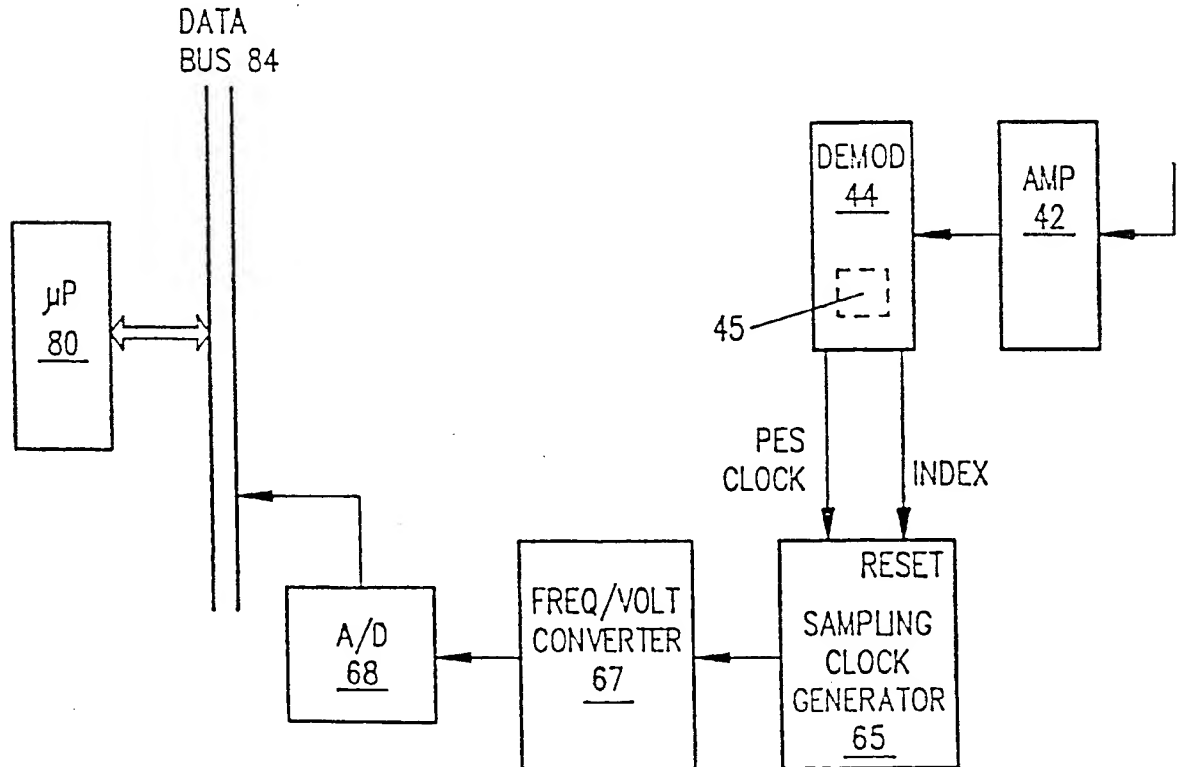 DATA
BUS 84
DEMOD
44
AMP
42
µP
80
45
PES
CLOCK
INDEX
RESET
SAMPLING
CLOCK
GENERATOR
65
FREQ/VOLT
CONVERTER
67
A/D
68